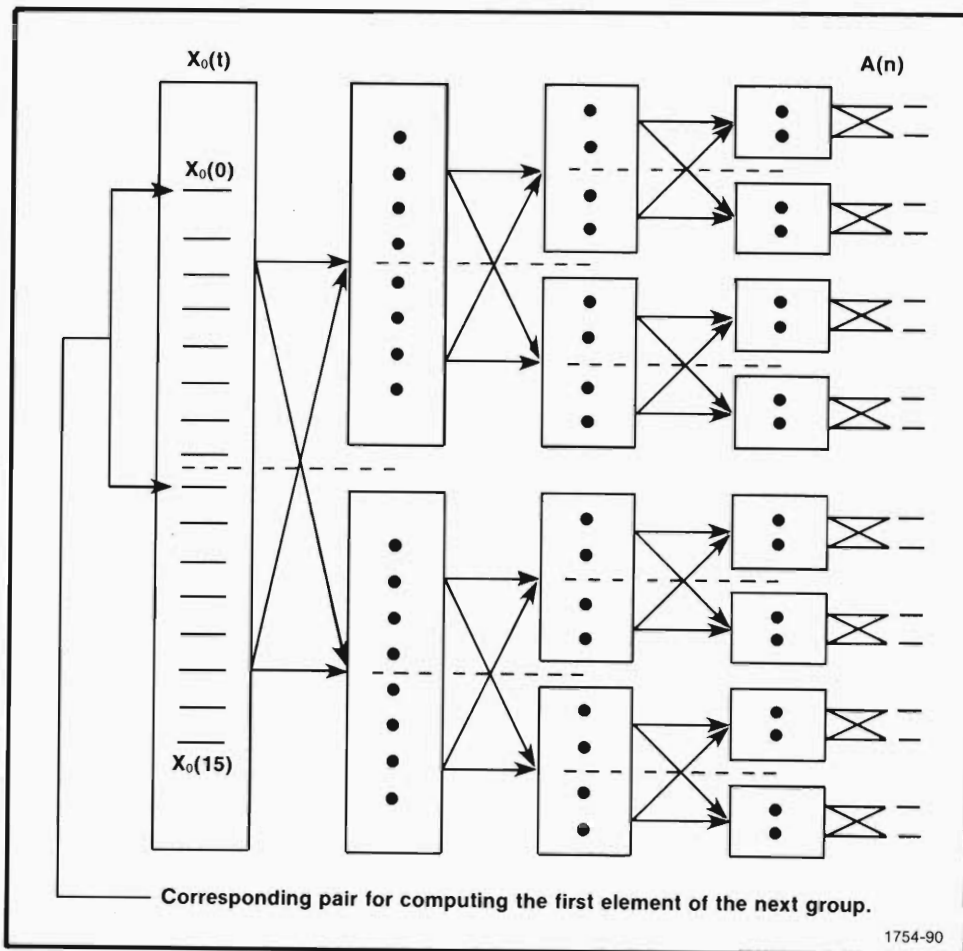 X₀(t)
A(n)
X₀(0)
X₀(15)
Corresponding pair for computing the first element of the next group.
1754-90